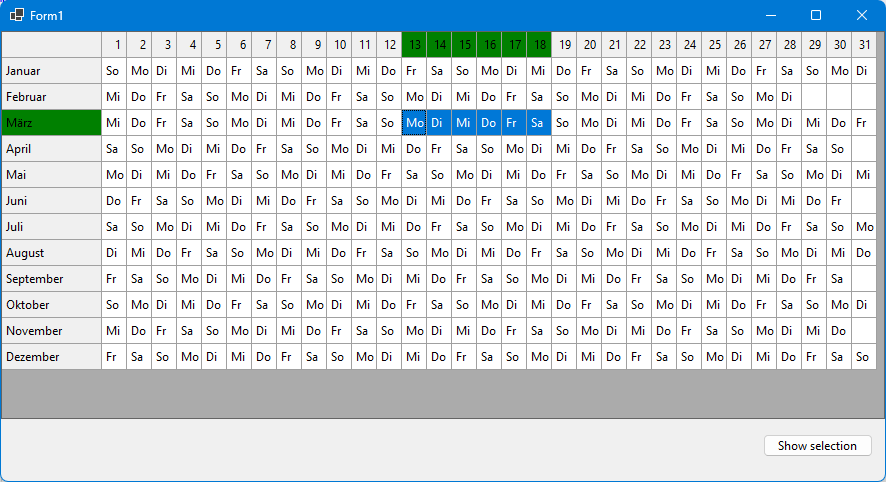 Form1
1 2 3 4 5 6 7 8 9 10 11 12 13 14 15 16 17 18 19 20 21 22 23 24 25 26 27 28 29 30 31
Januar So Mo Di Mi Do Fr Sa So Mo Di Mi Do Fr Sa So Mo Di Mi Do Fr Sa So Mo Di Mi Do Fr Sa So Mo Di
Februar Mi Do Fr Sa So Mo Di Mi Do Fr Sa So Mo Di Mi Do Fr Sa So Mo Di Mi Do Fr Sa So Mo Di
März Mi Do Fr Sa So Mo Di Mi Do Fr Sa So Mo Di Mi Do Fr Sa So Mo Di Mi Do Fr Sa So Mo Di Mi Do Fr
April Sa So Mo Di Mi Do Fr Sa So Mo Di Mi Do Fr Sa So Mo Di Mi Do Fr Sa So Mo Di Mi Do Fr Sa So
Mai Mo Di Mi Do Fr Sa So Mo Di Mi Do Fr Sa So Mo Di Mi Do Fr Sa So Mo Di Mi Do Fr Sa So Mo Di Mi
Juni Do Fr Sa So Mo Di Mi Do Fr Sa So Mo Di Mi Do Fr Sa So Mo Di Mi Do Fr Sa So Mo Di Mi Do Fr
Juli Sa So Mo Di Mi Do Fr Sa So Mo Di Mi Do Fr Sa So Mo Di Mi Do Fr Sa So Mo Di Mi Do Fr Sa So Mo
August Di Mi Do Fr Sa So Mo Di Mi Do Fr Sa So Mo Di Mi Do Fr Sa So Mo Di Mi Do Fr Sa So Mo Di Mi Do
September Fr Sa So Mo Di Mi Do Fr Sa So Mo Di Mi Do Fr Sa So Mo Di Mi Do Fr Sa So Mo Di Mi Do Fr Sa
Oktober So Mo Di Mi Do Fr Sa So Mo Di Mi Do Fr Sa So Mo Di Mi Do Fr Sa So Mo Di Mi Do Fr Sa So Mo Di
November Mi Do Fr Sa So Mo Di Mi Do Fr Sa So Mo Di Mi Do Fr Sa So Mo Di Mi Do Fr Sa So Mo Di Mi Do
Dezember Fr Sa So Mo Di Mi Do Fr Sa So Mo Di Mi Do Fr Sa So Mo Di Mi Do Fr Sa So Mo Di Mi Do Fr Sa So
Show selection